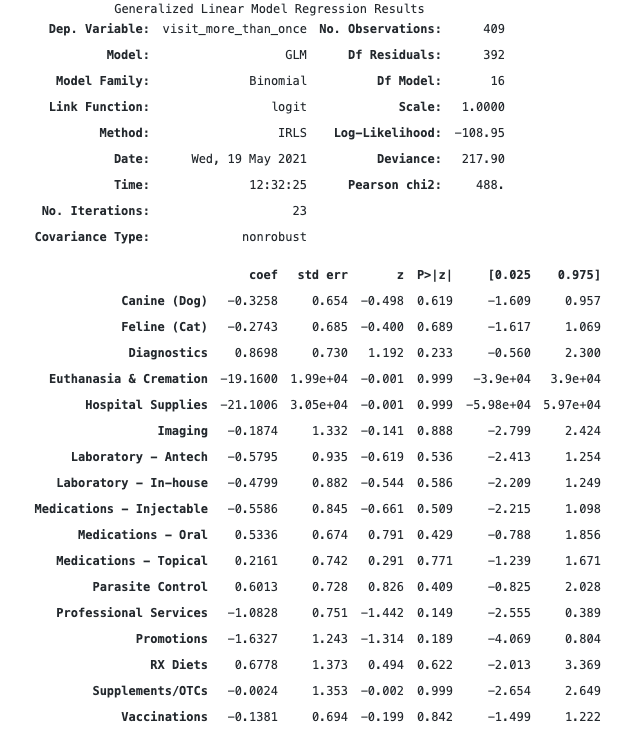 Generalized Linear Model Regression Results
Dep. Variable: visit_more_than_once No. Observations: 409
Model: GLM Df Residuals: 392
Model Family: Binomial Df Model: 16
Link Function: logit Scale: 1.0000
Method: IRLS Log-Likelihood: -108.95
Date: Wed, 19 May 2021 Deviance: 217.90
Time: 12:32:25 Pearson chi2: 488.
No. Iterations: 23
Covariance Type: nonrobust
coef std err z P>|z| [0.025 0.975]
Canine (Dog) -0.3258 0.654 -0.498 0.619 -1.609 0.957
Feline (Cat) -0.2743 0.685 -0.400 0.689 -1.617 1.069
Diagnostics 0.8698 0.730 1.192 0.233 -0.560 2.300
Euthanasia & Cremation -19.1600 1.99e+04 -0.001 0.999 -3.9e+04 3.9e+04
Hospital Supplies -21.1006 3.05e+04 -0.001 0.999 -5.98e+04 5.97e+04
Imaging -0.1874 1.332 -0.141 0.888 -2.799 2.424
Laboratory - Antech -0.5795 0.935 -0.619 0.536 -2.413 1.254
Laboratory - In-house -0.4799 0.882 -0.544 0.586 -2.209 1.249
Medications - Injectable -0.5586 0.845 -0.661 0.509 -2.215 1.098
Medications - Oral 0.5336 0.674 0.791 0.429 -0.788 1.856
Medications - Topical 0.2161 0.742 0.291 0.771 -1.239 1.671
Parasite Control 0.6013 0.728 0.826 0.409 -0.825 2.028
Professional Services -1.0828 0.751 -1.442 0.149 -2.555 0.389
Promotions -1.6327 1.243 -1.314 0.189 -4.069 0.804
RX Diets 0.6778 1.373 0.494 0.622 -2.013 3.369
Supplements/OTCs -0.0024 1.353 -0.002 0.999 -2.654 2.649
Vaccinations -0.1381 0.694 -0.199 0.842 -1.499 1.222